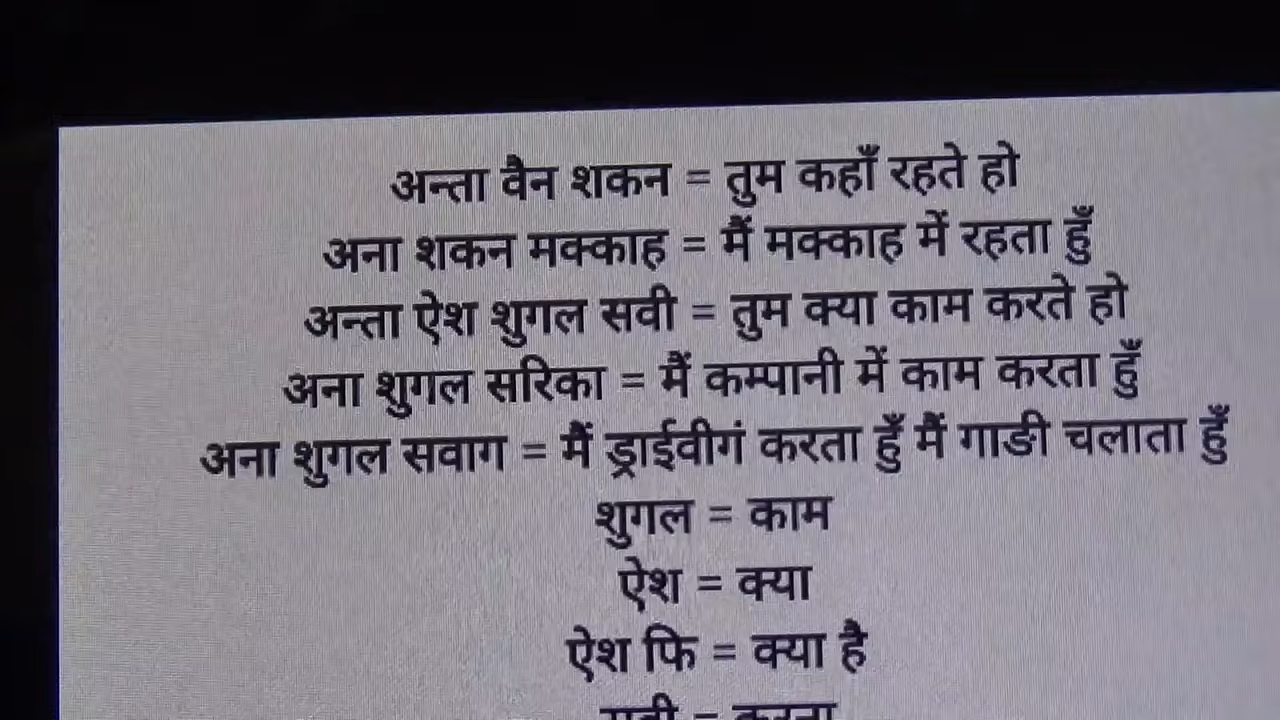 अन्ता वैन शकन = तुम कहाँ रहते हो
अना शकन मक्काह = मैं मक्काह में रहता हुँ
अन्ता ऐश शुगल सवी = तुम क्या काम करते हो
अना शुगल सरिका = मैं कम्पानी में काम करता हुँ
अना शुगल सवाग = मैं ड्राईवीगं करता हुँ मैं गाङी चलाता हुँ
शुगल = काम
ऐश = क्या
ऐश फि = क्या है